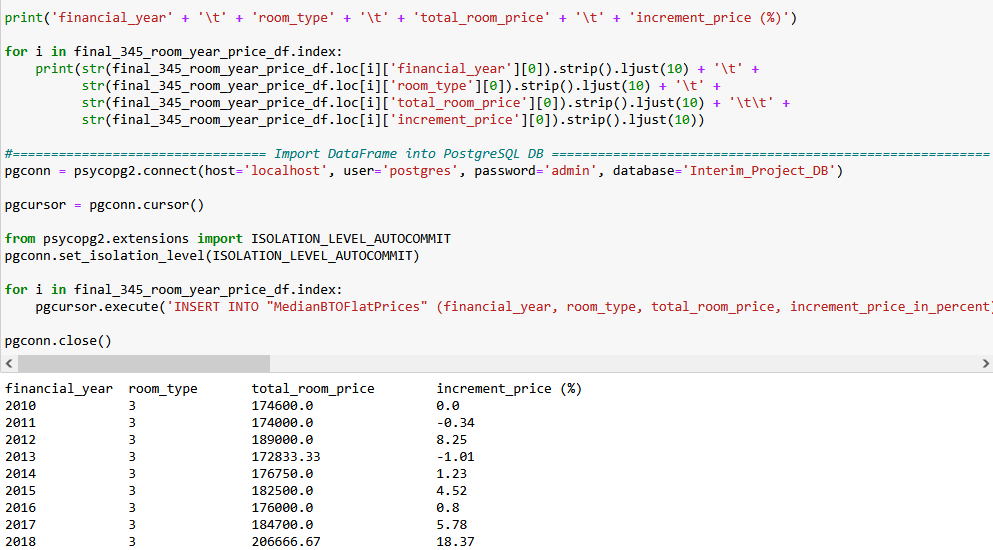 print('financial_year' + '\t' + 'room_type' + '\t' + 'total_room_price' + '\t' + 'increment_price (%)')
for i in final_345_room_year_price_df.index:
    print(str(final_345_room_year_price_df.loc[i]['financial_year'][0]).strip().ljust(10) + '\t' +
          str(final_345_room_year_price_df.loc[i]['room_type'][0]).strip().ljust(10) + '\t' +
          str(final_345_room_year_price_df.loc[i]['total_room_price'][0]).strip().ljust(10) + '\t\t' +
          str(final_345_room_year_price_df.loc[i]['increment_price'][0]).strip().ljust(10))
#================================= Import DataFrame into PostgreSQL DB =========================================================
pgconn = psycopg2.connect(host='localhost', user='postgres', password='admin', database='Interim_Project_DB')
pgcursor = pgconn.cursor()
from psycopg2.extensions import ISOLATION_LEVEL_AUTOCOMMIT
pgconn.set_isolation_level(ISOLATION_LEVEL_AUTOCOMMIT)
for i in final_345_room_year_price_df.index:
    pgcursor.execute('INSERT INTO "MedianBTOFlatPrices" (financial_year, room_type, total_room_price, increment_price_in_percent)
pgconn.close()
financial_year room_type total_room_price increment_price (%)
2010 3 174600.0 0.0
2011 3 174000.0 -0.34
2012 3 189000.0 8.25
2013 3 172833.33 -1.01
2014 3 176750.0 1.23
2015 3 182500.0 4.52
2016 3 176000.0 0.8
2017 3 184700.0 5.78
2018 3 206666.67 18.37